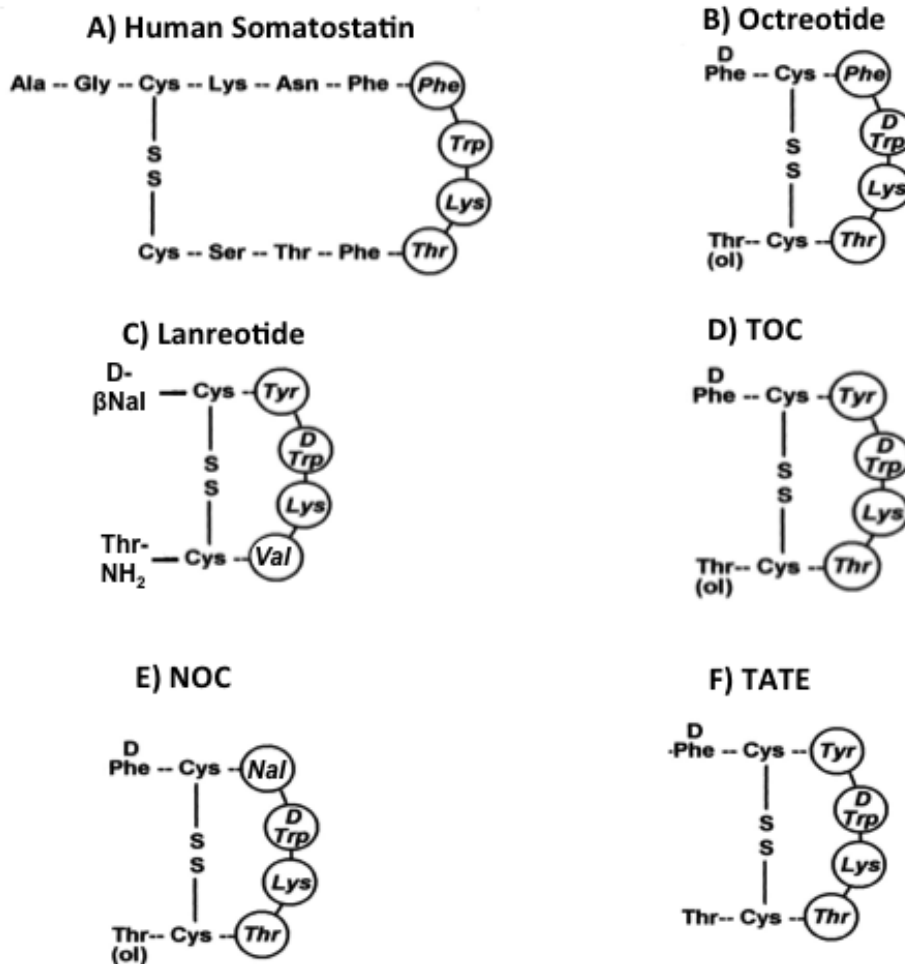 A) Human Somatostatin
Ala -- Gly -- Cys -- Lys -- Asn -- Phe -- Phe
Trp
S
S
Lys
Cys -- Ser -- Thr -- Phe -- Thr
B) Octreotide
D
Phe -- Cys -- Phe
D
Trp
S
S
Lys
Thr -- Cys -- Thr
(ol)
C) Lanreotide
D-
βNal — Cys -- Tyr
D
Trp
S
S
Lys
Thr- — Cys -- Val
NH₂
D) TOC
D
Phe -- Cys -- Tyr
D
Trp
S
S
Lys
Thr-- Cys -- Thr
(ol)
E) NOC
D
Phe -- Cys -- Nal
D
Trp
S
S
Lys
Thr-- Cys -- Thr
(ol)
F) TATE
D
-Phe -- Cys -- Tyr
D
Trp
S
S
Lys
Thr --Cys -- Thr